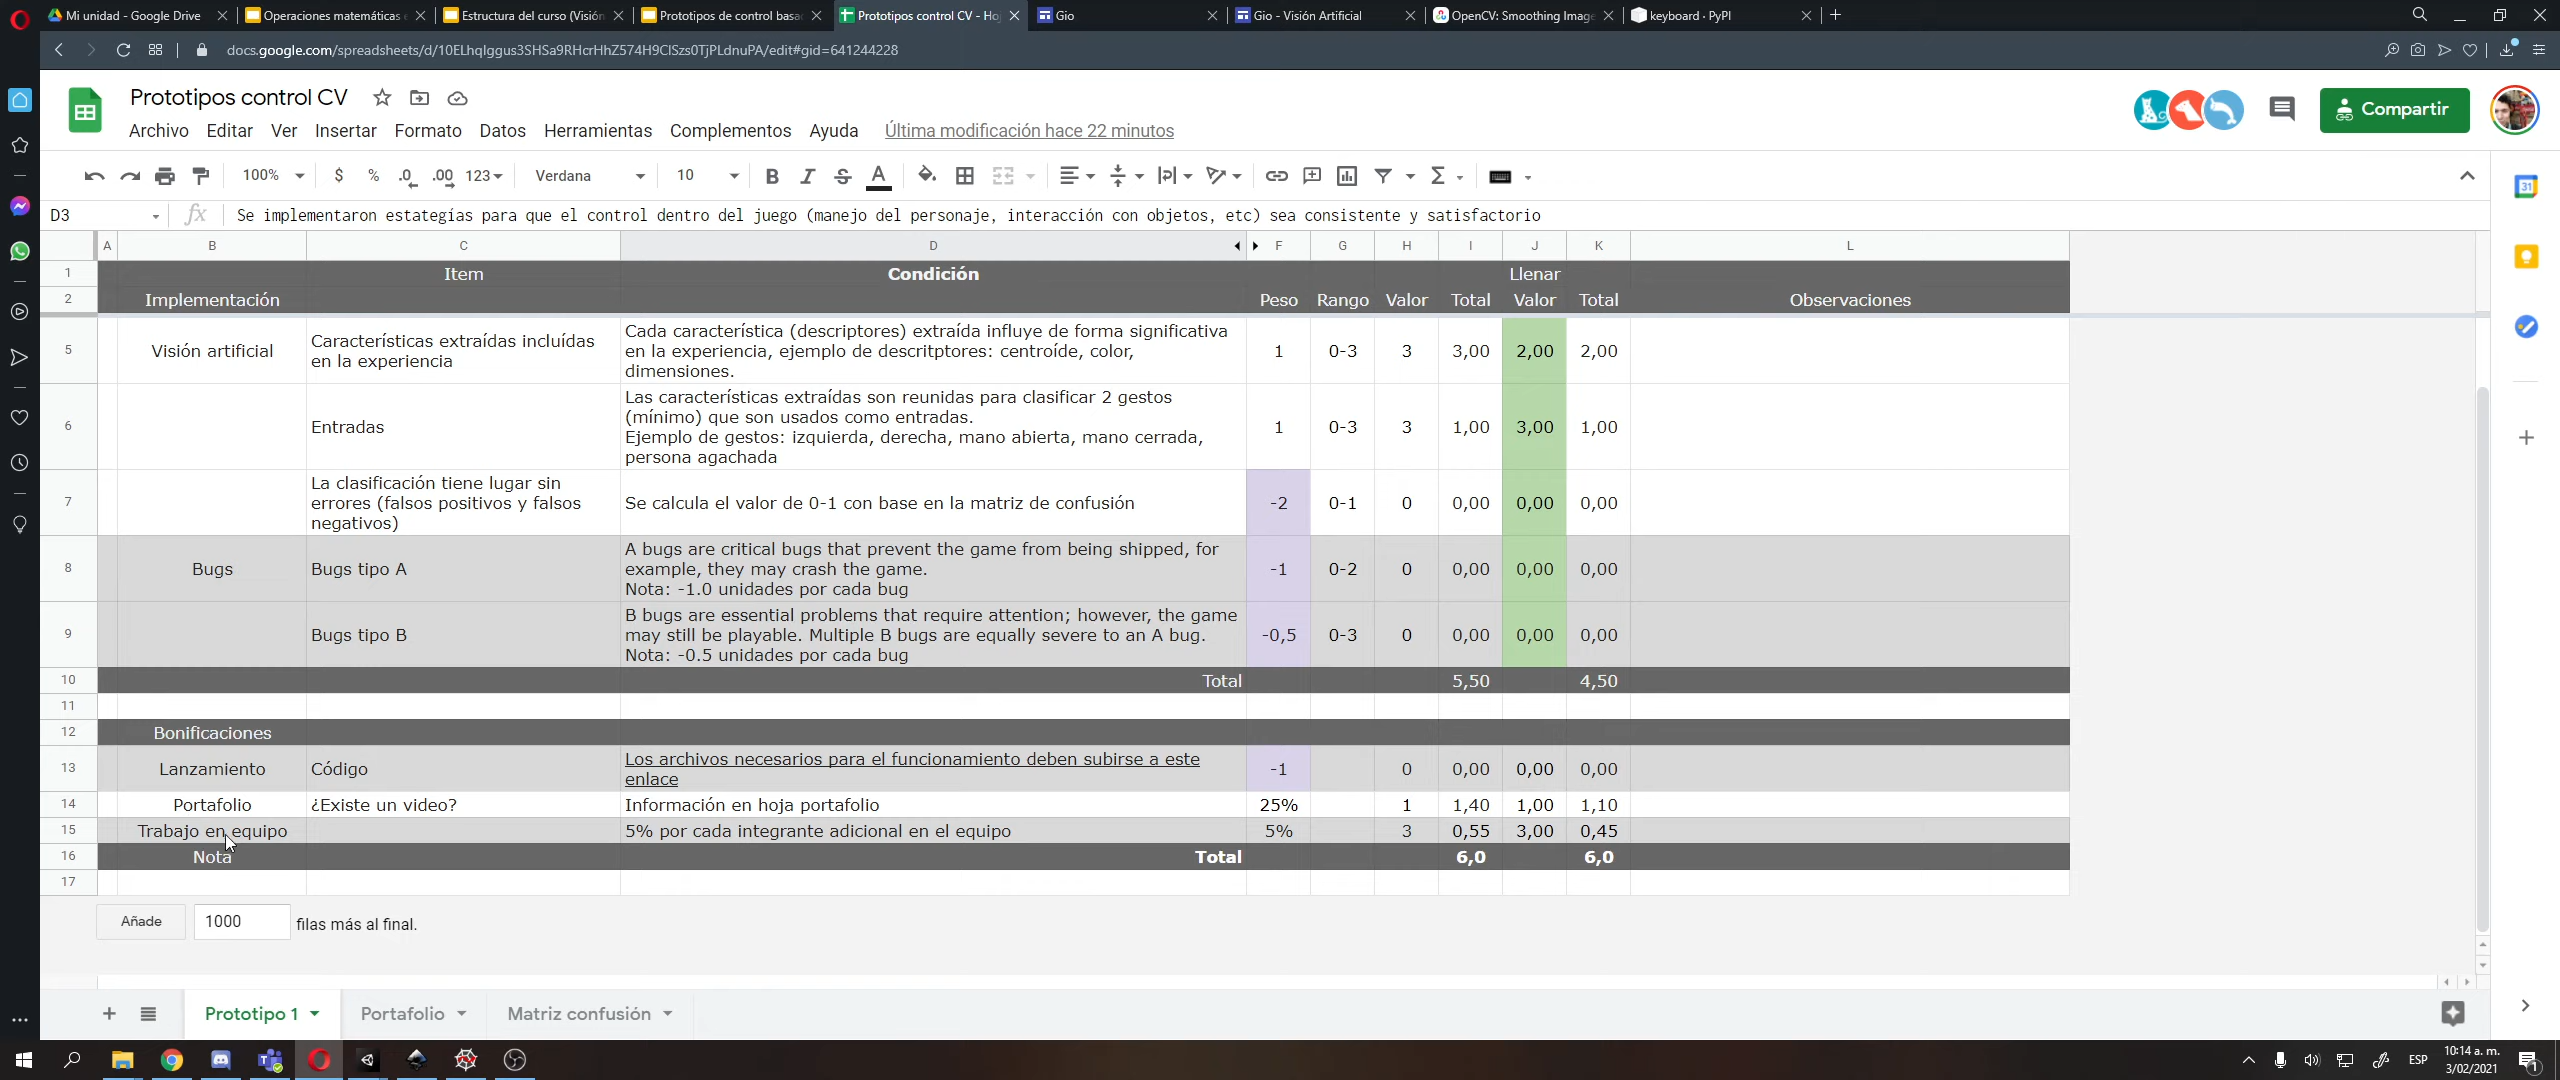 Mi unidad - Google Drive
Operaciones matemáticas e
Estructura del curso (Visión
Prototipos de control basad
Prototipos control CV - Hoj
Gio
Gio - Visión Artificial
OpenCV: Smoothing Image
keyboard · PyPI
docs.google.com/spreadsheets/d/10ELhqIggus3SHSa9RHcrHhZ574H9ClSzs0TjPLdnuPA/edit#gid=641244228
Prototipos control CV
Archivo Editar Ver Insertar Formato Datos Herramientas Complementos Ayuda Última modificación hace 22 minutos
Compartir
100% $ % .0 .00 123 Verdana 10 B I S A
D3 fx Se implementaron estategías para que el control dentro del juego (manejo del personaje, interacción con objetos, etc) sea consistente y satisfactorio
A B C D F G H I J K L
1 Item Condición Llenar
2 Implementación Peso Rango Valor Total Valor Total Observaciones
5 Visión artificial
Características extraídas incluídas
en la experiencia
Cada característica (descriptores) extraída influye de forma significativa
en la experiencia, ejemplo de descritptores: centroíde, color,
dimensiones.
1 0-3 3 3,00 2,00 2,00
6 Entradas
Las características extraídas son reunidas para clasificar 2 gestos
(mínimo) que son usados como entradas.
Ejemplo de gestos: izquierda, derecha, mano abierta, mano cerrada,
persona agachada
1 0-3 3 1,00 3,00 1,00
7
La clasificación tiene lugar sin
errores (falsos positivos y falsos
negativos)
Se calcula el valor de 0-1 con base en la matriz de confusión
-2 0-1 0 0,00 0,00 0,00
8 Bugs Bugs tipo A
A bugs are critical bugs that prevent the game from being shipped, for
example, they may crash the game.
Nota: -1.0 unidades por cada bug
-1 0-2 0 0,00 0,00 0,00
9 Bugs tipo B
B bugs are essential problems that require attention; however, the game
may still be playable. Multiple B bugs are equally severe to an A bug.
Nota: -0.5 unidades por cada bug
-0,5 0-3 0 0,00 0,00 0,00
10 Total 5,50 4,50
11
12 Bonificaciones
13 Lanzamiento Código
Los archivos necesarios para el funcionamiento deben subirse a este
enlace
-1 0 0,00 0,00 0,00
14 Portafolio ¿Existe un video? Información en hoja portafolio 25% 1 1,40 1,00 1,10
15 Trabajo en equipo 5% por cada integrante adicional en el equipo 5% 3 0,55 3,00 0,45
16 Nota Total 6,0 6,0
17
Añade 1000 filas más al final.
Prototipo 1 Portafolio Matriz confusión
31
ESP
10:14 a. m.
3/02/2021
1